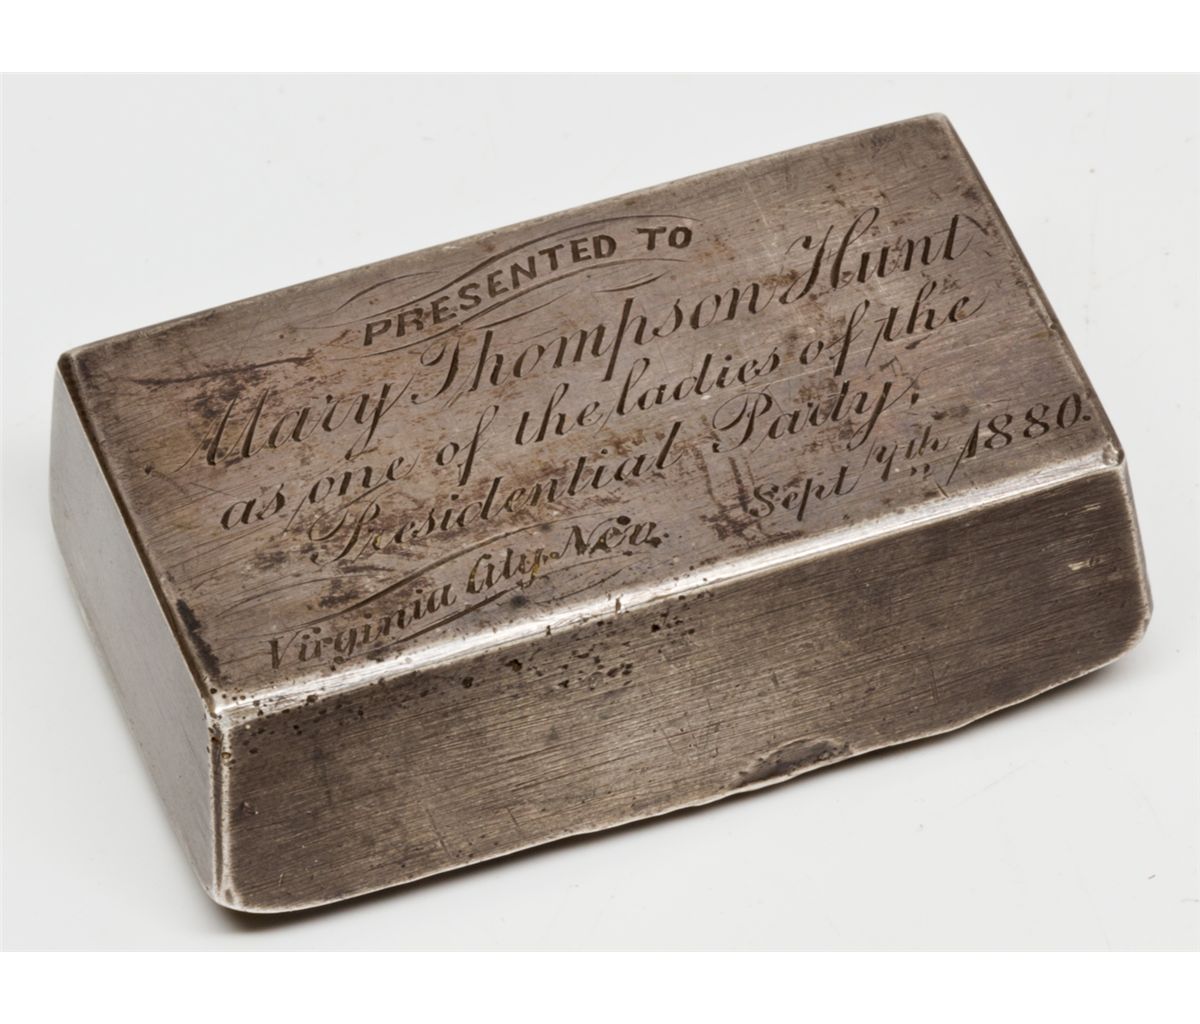 PRESENTED TO
Mary Thompson Hunt
as one of the ladies of the
Presidential Party,
Virginia City Nev. Sept 7th 1880.